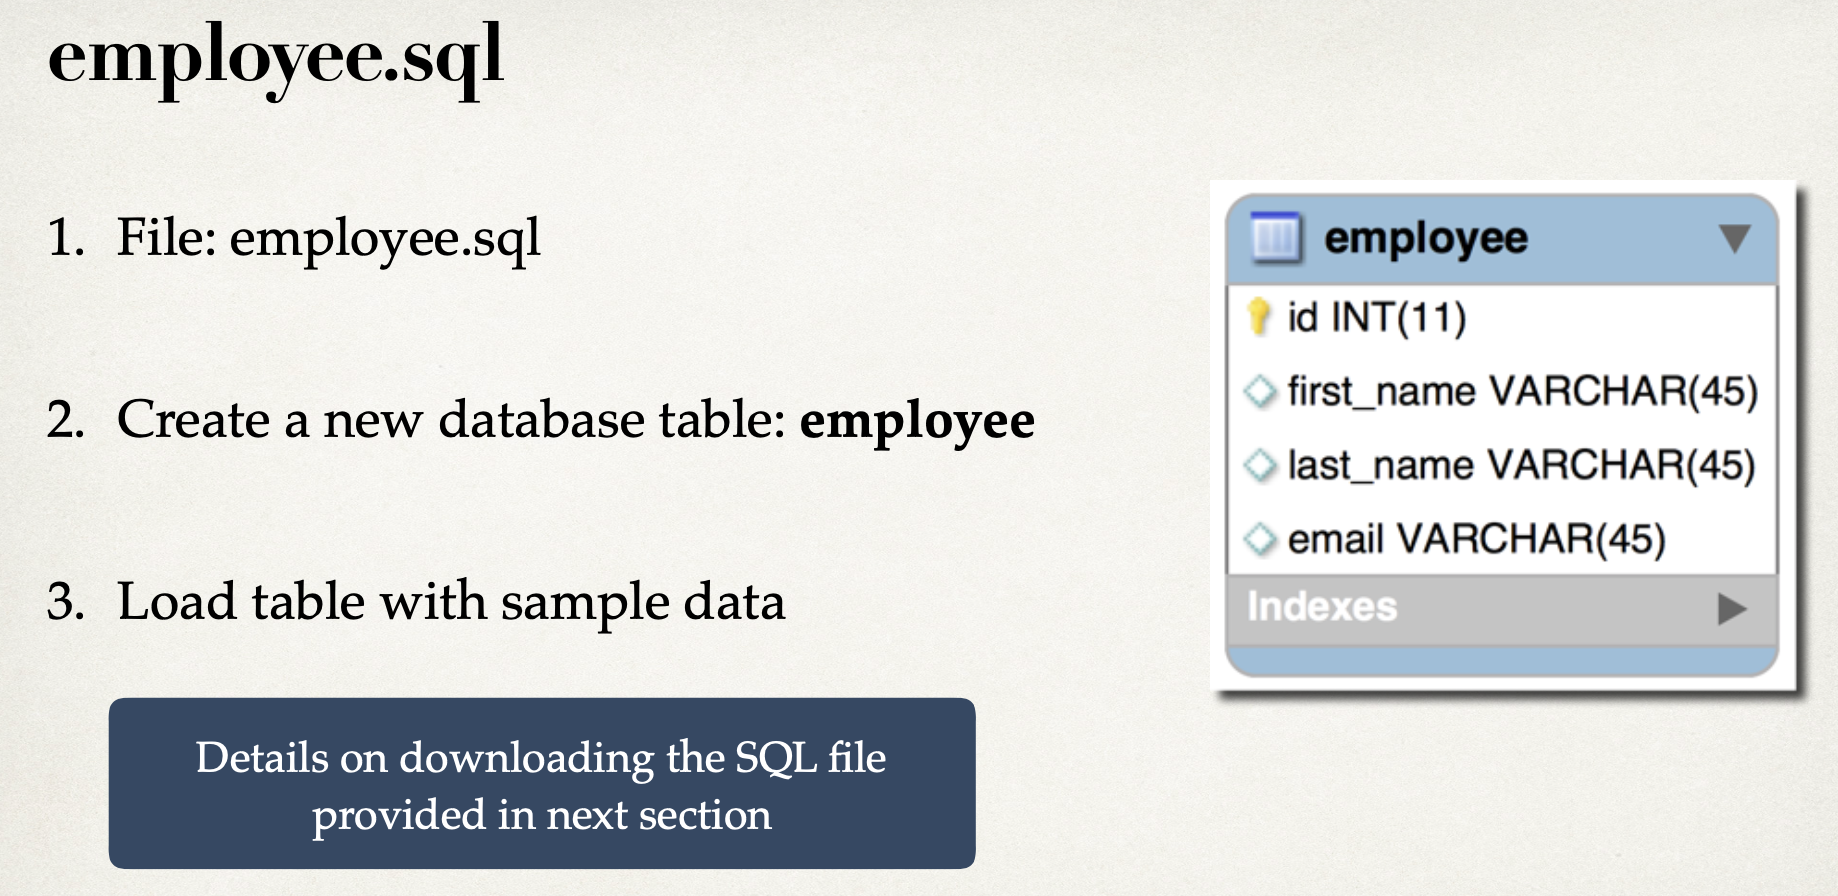 employee.sql
1. File: employee.sql
2. Create a new database table: employee
3. Load table with sample data
Details on downloading the SQL file
provided in next section
employee
id INT(11)
first_name VARCHAR(45)
last_name VARCHAR(45)
email VARCHAR(45)
Indexes